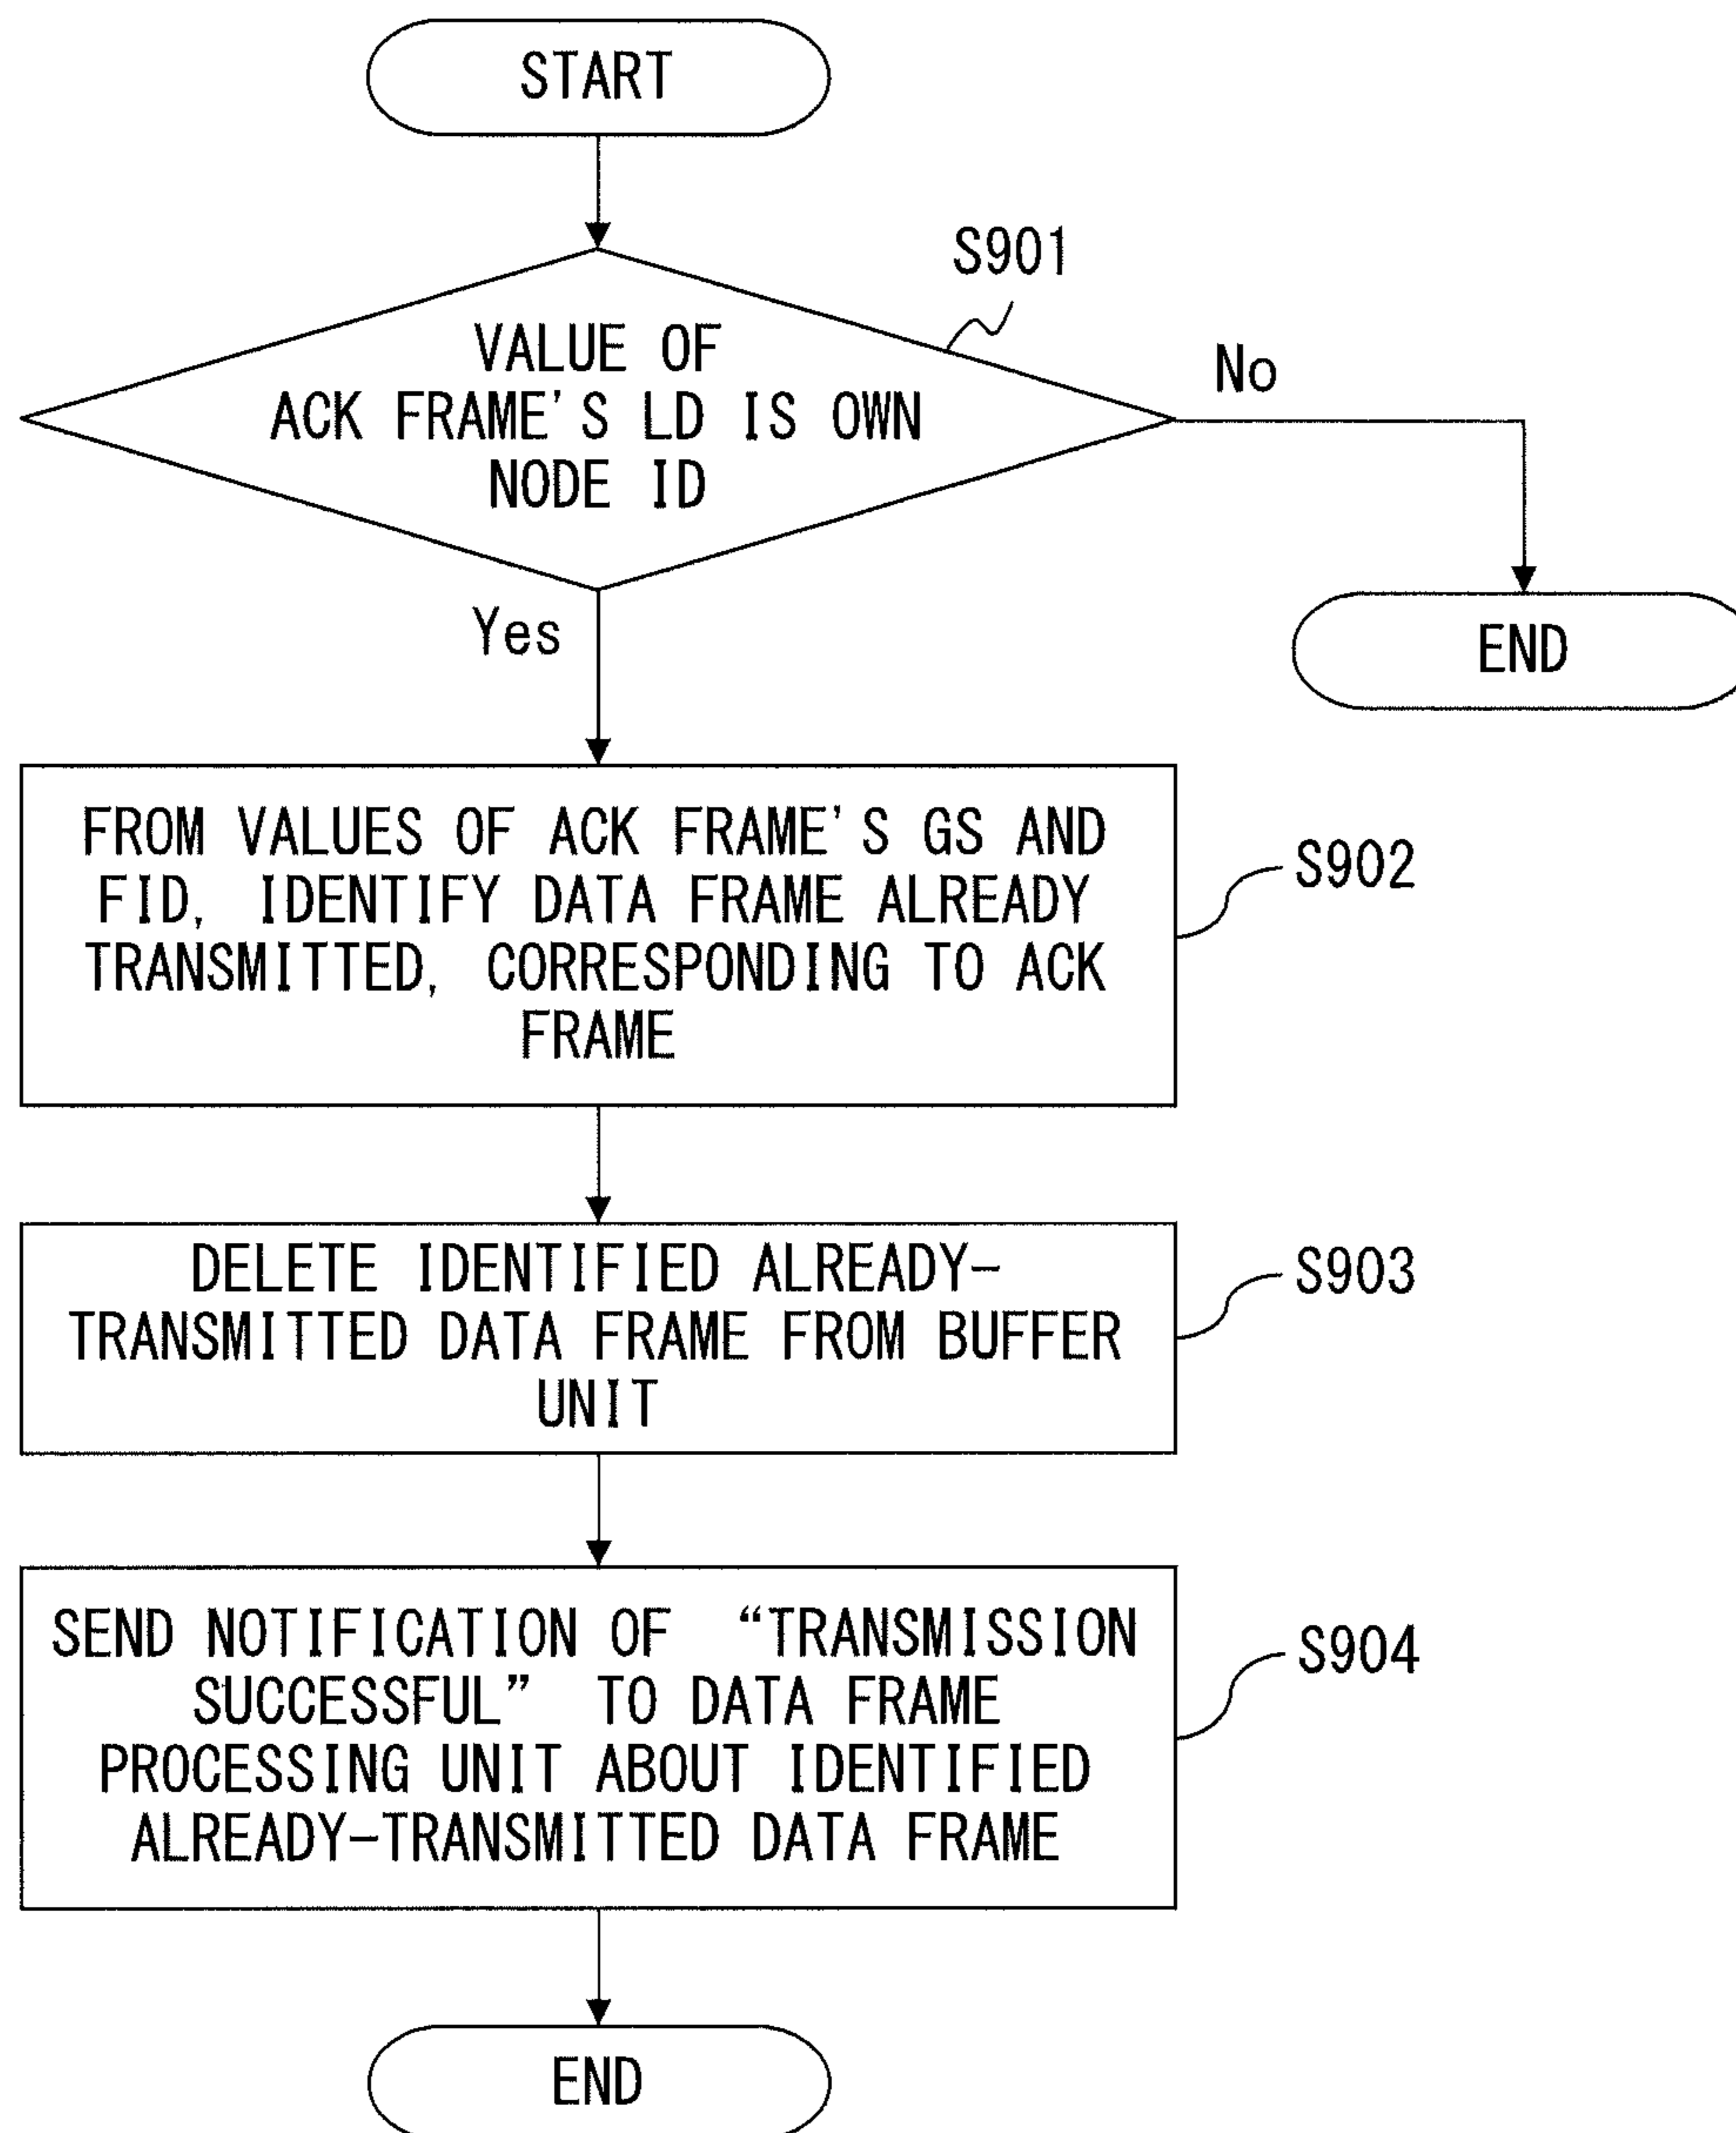 START
S901
VALUE OF
ACK FRAME'S LD IS OWN
NODE ID
No
Yes
END
FROM VALUES OF ACK FRAME'S GS AND
FID, IDENTIFY DATA FRAME ALREADY
TRANSMITTED, CORRESPONDING TO ACK
FRAME
S902
DELETE IDENTIFIED ALREADY-
TRANSMITTED DATA FRAME FROM BUFFER
UNIT
S903
SEND NOTIFICATION OF “TRANSMISSION
SUCCESSFUL” TO DATA FRAME
PROCESSING UNIT ABOUT IDENTIFIED
ALREADY-TRANSMITTED DATA FRAME
S904
END